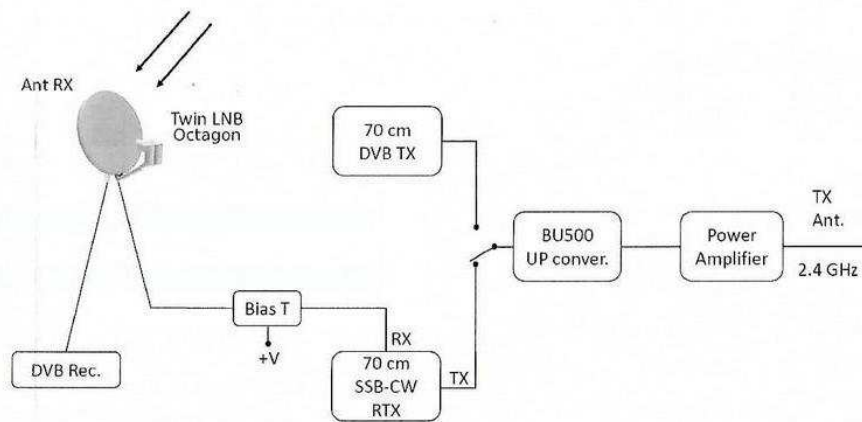 Ant RX
Twin LNB
Octagon
70 cm
DVB TX
TX
Ant.
BU500
UP conver.
Power
Amplifier
2.4 GHz
Bias T
+V
RX
DVB Rec.
70 cm
SSB-CW
RTX
TX